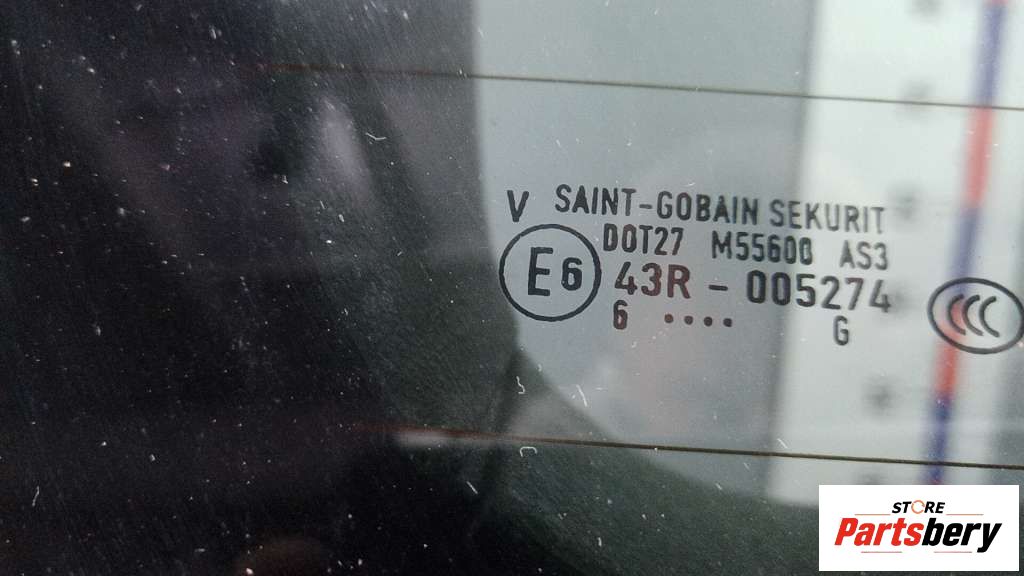 V SAINT-GOBAIN SEKURIT
DOT27 M55600 AS3
E6 43R - 005274
6 .... G
CCC
STORE
Partsbery